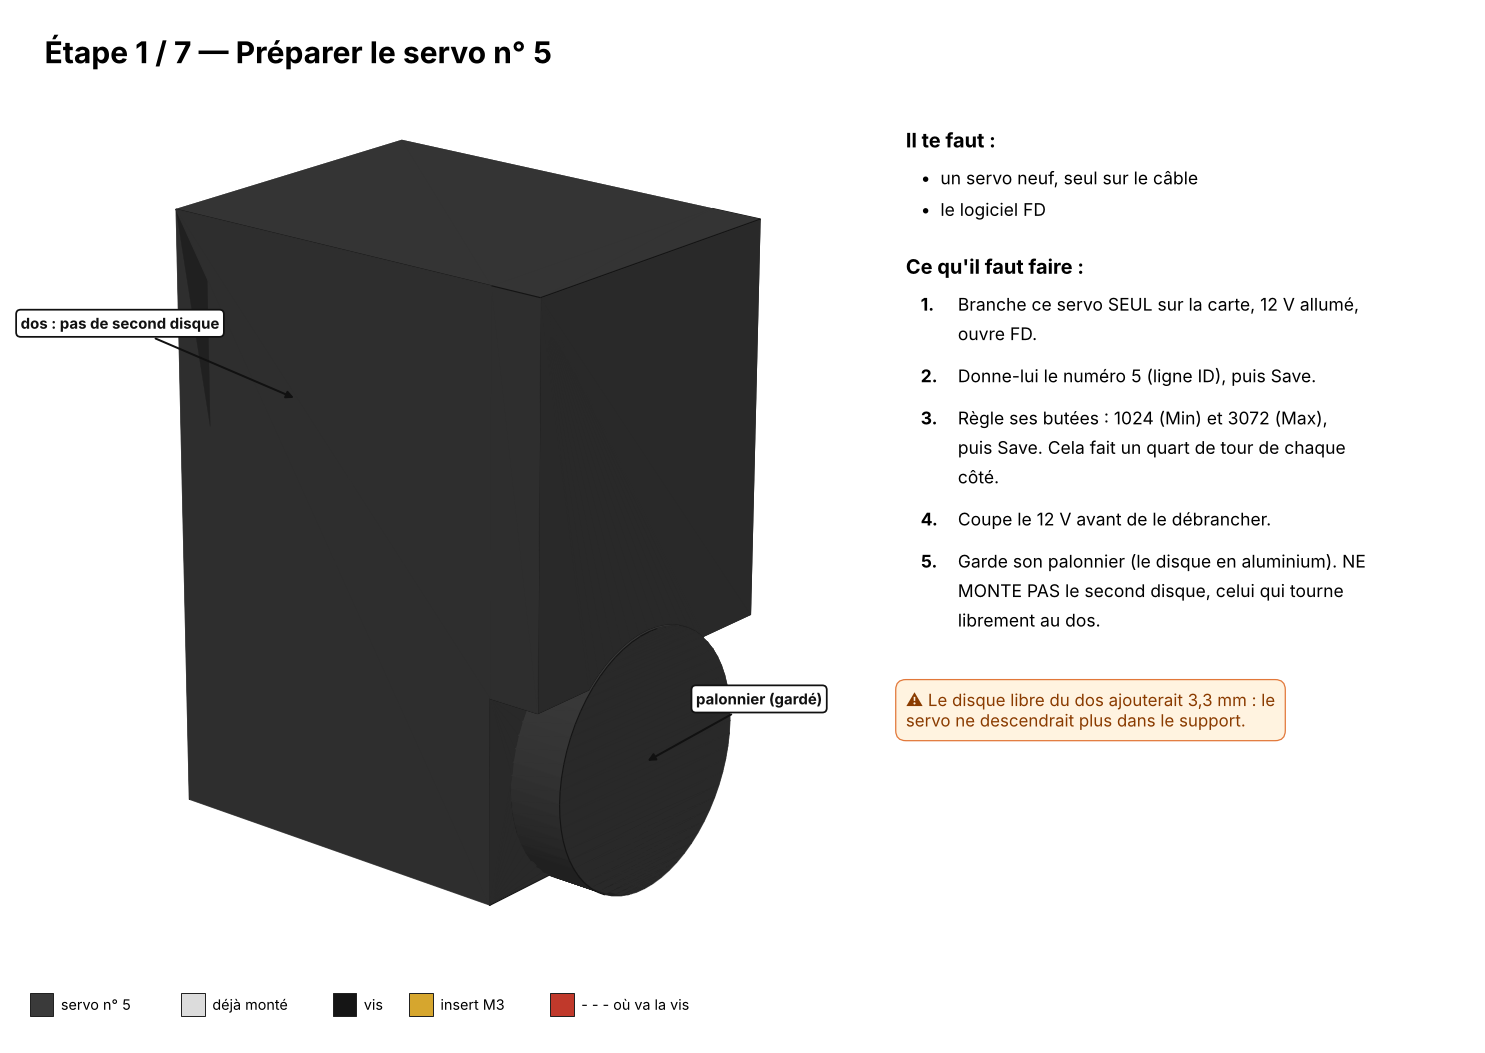 Étape 1 / 7 — Préparer le servo n° 5
Il te faut :
• un servo neuf, seul sur le câble
• le logiciel FD
Ce qu'il faut faire :
1. Branche ce servo SEUL sur la carte, 12 V allumé,
ouvre FD.
2. Donne-lui le numéro 5 (ligne ID), puis Save.
3. Règle ses butées : 1024 (Min) et 3072 (Max),
puis Save. Cela fait un quart de tour de chaque
côté.
4. Coupe le 12 V avant de le débrancher.
5. Garde son palonnier (le disque en aluminium). NE
MONTE PAS le second disque, celui qui tourne
librement au dos.
⚠ Le disque libre du dos ajouterait 3,3 mm : le
servo ne descendrait plus dans le support.
dos : pas de second disque
palonnier (gardé)
servo n° 5
déjà monté
vis
insert M3
- - - où va la vis